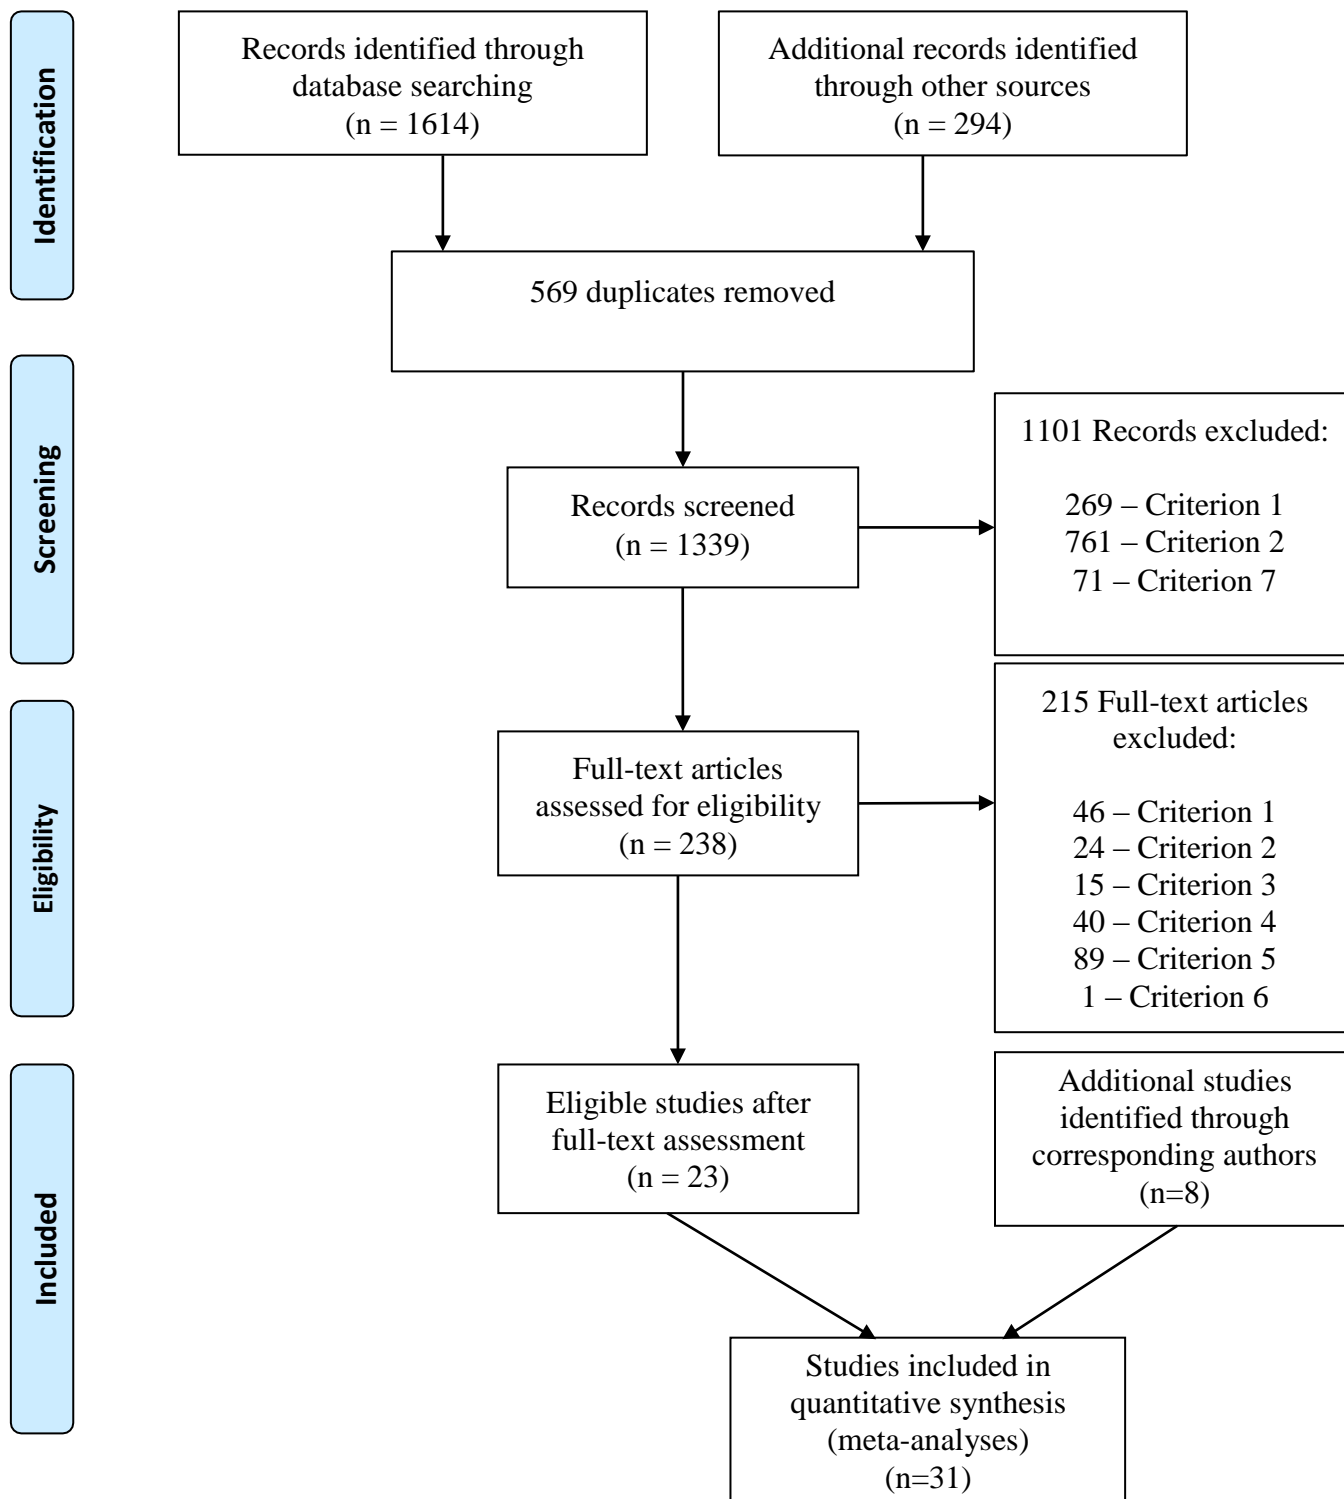 Identification
Records identified through
database searching
(n = 1614)
Additional records identified
through other sources
(n = 294)
569 duplicates removed
Screening
Records screened
(n = 1339)
1101 Records excluded:
269 – Criterion 1
761 – Criterion 2
71 – Criterion 7
Eligibility
Full-text articles
assessed for eligibility
(n = 238)
215 Full-text articles
excluded:
46 – Criterion 1
24 – Criterion 2
15 – Criterion 3
40 – Criterion 4
89 – Criterion 5
1 – Criterion 6
Included
Eligible studies after
full-text assessment
(n = 23)
Additional studies
identified through
corresponding authors
(n=8)
Studies included in
quantitative synthesis
(meta-analyses)
(n=31)